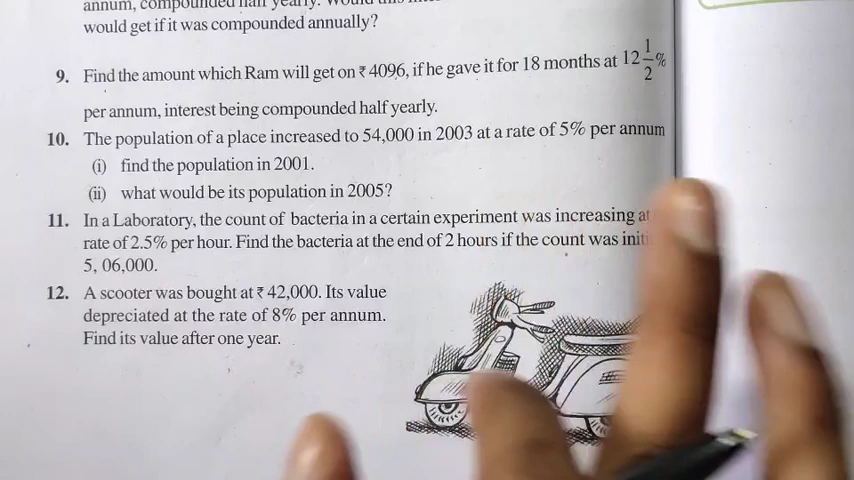 annum, compounded half yearly.
would get if it was compounded annually?
9. Find the amount which Ram will get on ₹ 4096, if he gave it for 18 months at 12 1/2 %
per annum, interest being compounded half yearly.
10. The population of a place increased to 54,000 in 2003 at a rate of 5% per annum
(i) find the population in 2001.
(ii) what would be its population in 2005?
11. In a Laboratory, the count of bacteria in a certain experiment was increasing at
rate of 2.5% per hour. Find the bacteria at the end of 2 hours if the count was
5, 06,000.
12. A scooter was bought at ₹ 42,000. Its value
depreciated at the rate of 8% per annum.
Find its value after one year.